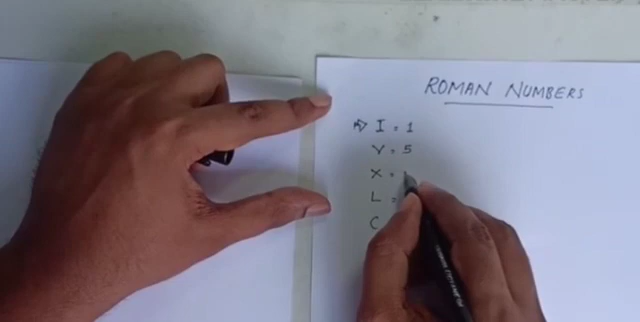 ROMAN NUMBERS
⇒ I = 1
V = 5
X =
L =
C